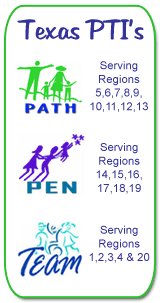 Texas PTI's
Serving
Regions
5,6,7,8,9,
10,11,12,13
PATH
Serving
Regions
14,15,16,
17,18,19
PEN
Serving
Regions
1,2,3,4 & 20
TEAM